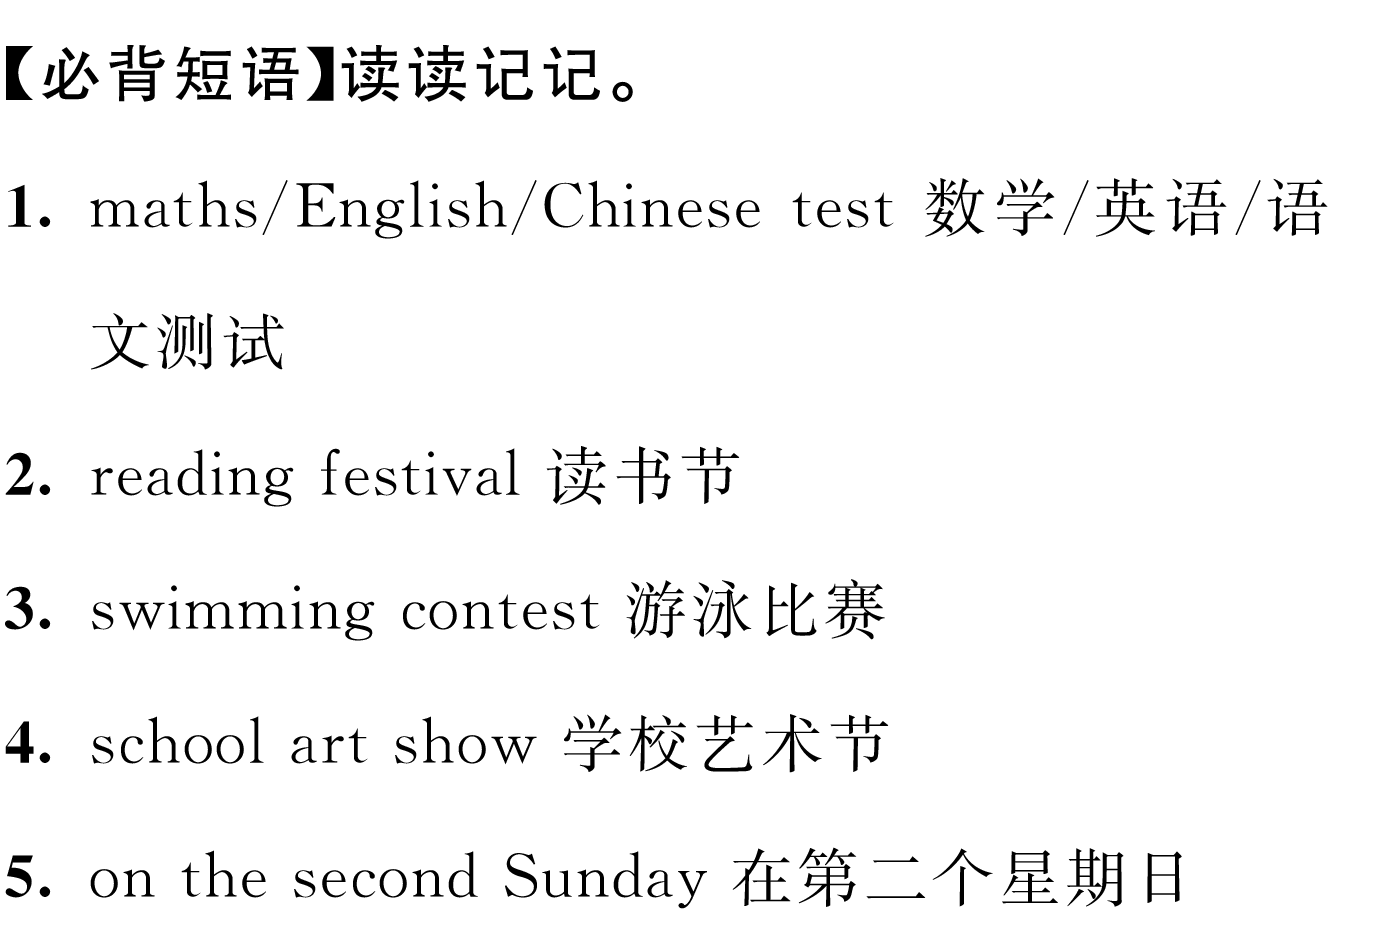 【必背短语】读读记记。
1. maths/English/Chinese test 数学/英语/语
文测试
2. reading festival 读书节
3. swimming contest 游泳比赛
4. school art show 学校艺术节
5. on the second Sunday 在第二个星期日